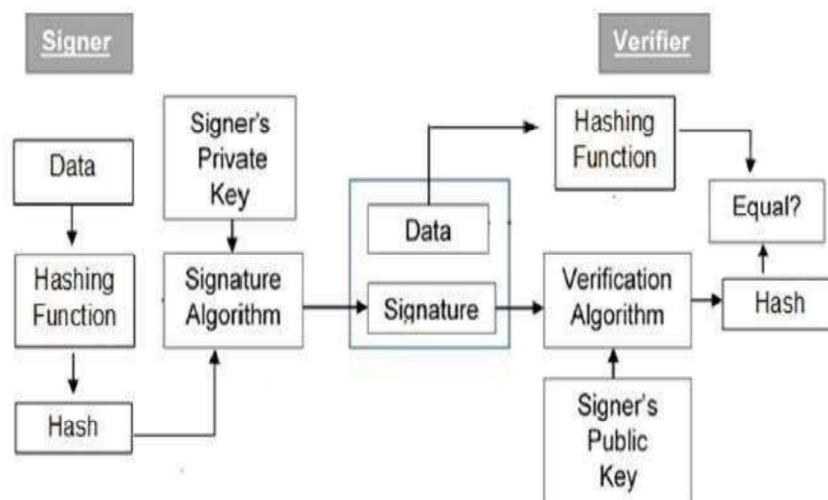 Signer
Verifier
Signer's
Private
Key
Hashing
Function
Data
Equal?
Data
Hashing
Function
Signature
Algorithm
Signature
Verification
Algorithm
Hash
Hash
Signer's
Public
Key